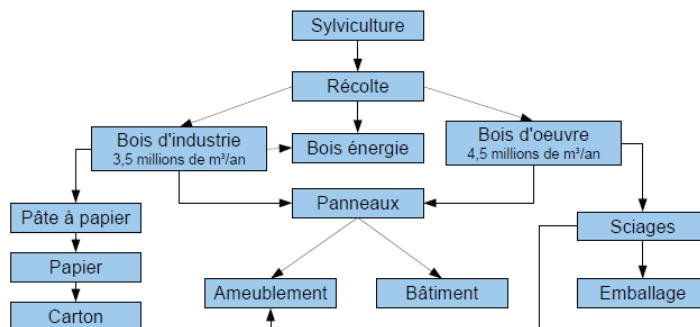 Sylviculture
Récolte
Bois d'industrie
3,5 millions de m³/an
Bois énergie
Bois d'oeuvre
4,5 millions de m³/an
Pâte à papier
Panneaux
Sciages
Papier
Ameublement
Bâtiment
Emballage
Carton